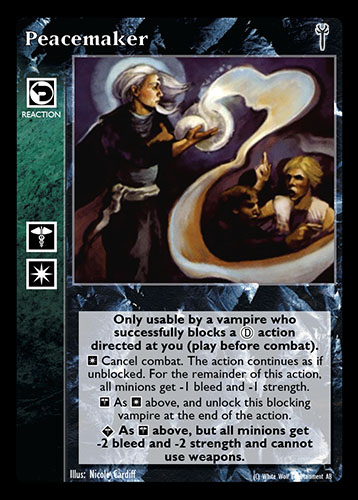 Peacemaker
REACTION
Only usable by a vampire who
successfully blocks a D action
directed at you (play before combat).
Cancel combat. The action continues as if
unblocked. For the remainder of this action,
all minions get -1 bleed and -1 strength.
As above, and unlock this blocking
vampire at the end of the action.
As above, but all minions get
-2 bleed and -2 strength and cannot
use weapons.
Illus: Nicole Cardiff
(C) White Wolf Entertainment AB